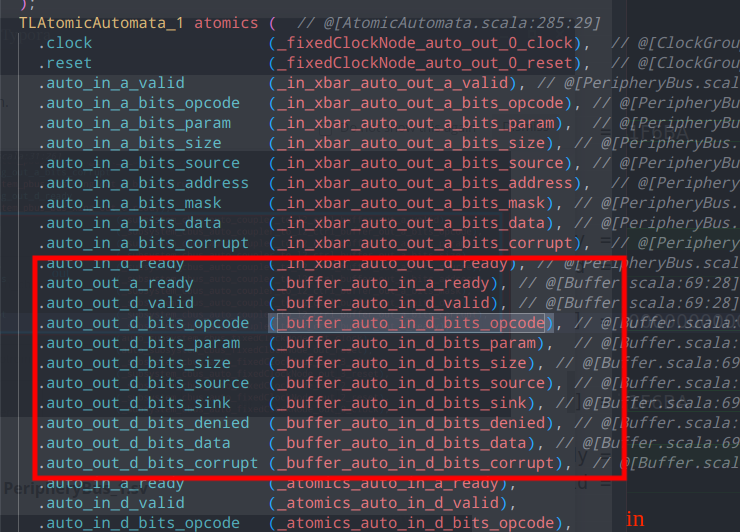 );
TLAtomicAutomata_1 atomics (  // @[AtomicAutomata.scala:285:29]
.clock (_fixedClockNode_auto_out_0_clock), // @[ClockGrou
.reset (_fixedClockNode_auto_out_0_reset), // @[ClockGrou
.auto_in_a_valid (_in_xbar_auto_out_a_valid), // @[PeripheryBus.scal
.auto_in_a_bits_opcode (_in_xbar_auto_out_a_bits_opcode), // @[PeripheryBu
.auto_in_a_bits_param (_in_xbar_auto_out_a_bits_param), // @[PeripheryBus
.auto_in_a_bits_size (_in_xbar_auto_out_a_bits_size), // @[PeripheryBus.
.auto_in_a_bits_source (_in_xbar_auto_out_a_bits_source), // @[PeripheryBu
.auto_in_a_bits_address (_in_xbar_auto_out_a_bits_address), // @[Periphery
.auto_in_a_bits_mask (_in_xbar_auto_out_a_bits_mask), // @[PeripheryBus.
.auto_in_a_bits_data (_in_xbar_auto_out_a_bits_data), // @[PeripheryBus.
.auto_in_a_bits_corrupt (_in_xbar_auto_out_a_bits_corrupt), // @[Periphery
.auto_in_d_ready (_in_xbar_auto_out_d_ready), // @[PeripheryBus.scal
.auto_out_a_ready (_buffer_auto_in_a_ready), // @[Buffer.scala:69:28]
.auto_out_d_valid (_buffer_auto_in_d_valid), // @[Buffer.scala:69:28]
.auto_out_d_bits_opcode (_buffer_auto_in_d_bits_opcode), // @[Buffer.scala:
.auto_out_d_bits_param (_buffer_auto_in_d_bits_param), // @[Buffer.scala:
.auto_out_d_bits_size (_buffer_auto_in_d_bits_size), // @[Buffer.scala:69
.auto_out_d_bits_source (_buffer_auto_in_d_bits_source), // @[Buffer.scala:
.auto_out_d_bits_sink (_buffer_auto_in_d_bits_sink), // @[Buffer.scala:69
.auto_out_d_bits_denied (_buffer_auto_in_d_bits_denied), // @[Buffer.scala:
.auto_out_d_bits_data (_buffer_auto_in_d_bits_data), // @[Buffer.scala:69
.auto_out_d_bits_corrupt (_buffer_auto_in_d_bits_corrupt), // @[Buffer.scal
.auto_in_a_ready (_atomics_auto_in_a_ready),
.auto_in_d_valid (_atomics_auto_in_d_valid),
.auto_in_d_bits_opcode (_atomics_auto_in_d_bits_opcode),
in